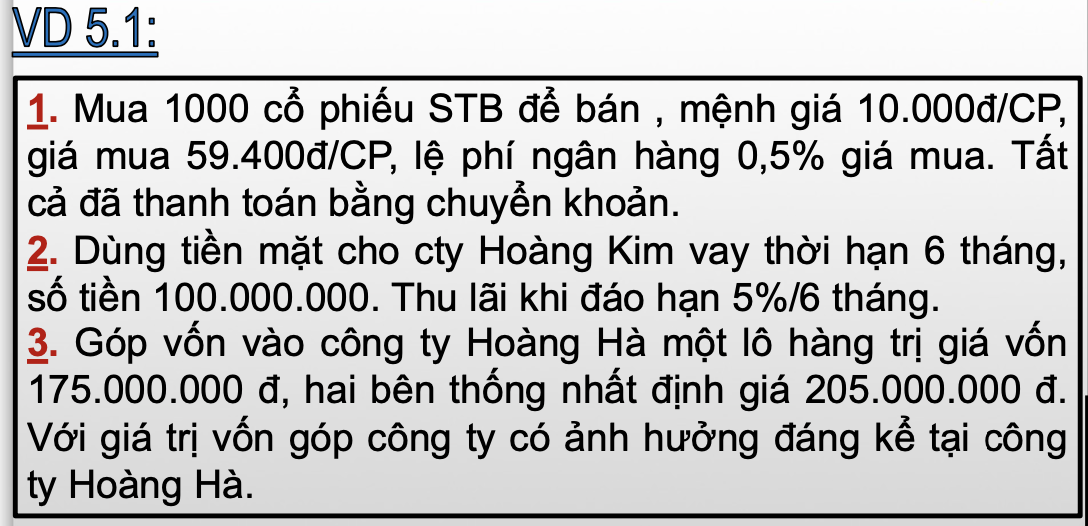 VD 5.1:
1. Mua 1000 cổ phiếu STB để bán , mệnh giá 10.000đ/CP,
giá mua 59.400đ/CP, lệ phí ngân hàng 0,5% giá mua. Tất
cả đã thanh toán bằng chuyển khoản.
2. Dùng tiền mặt cho cty Hoàng Kim vay thời hạn 6 tháng,
số tiền 100.000.000. Thu lãi khi đáo hạn 5%/6 tháng.
3. Góp vốn vào công ty Hoàng Hà một lô hàng trị giá vốn
175.000.000 đ, hai bên thống nhất định giá 205.000.000 đ.
Với giá trị vốn góp công ty có ảnh hưởng đáng kể tại công
ty Hoàng Hà.